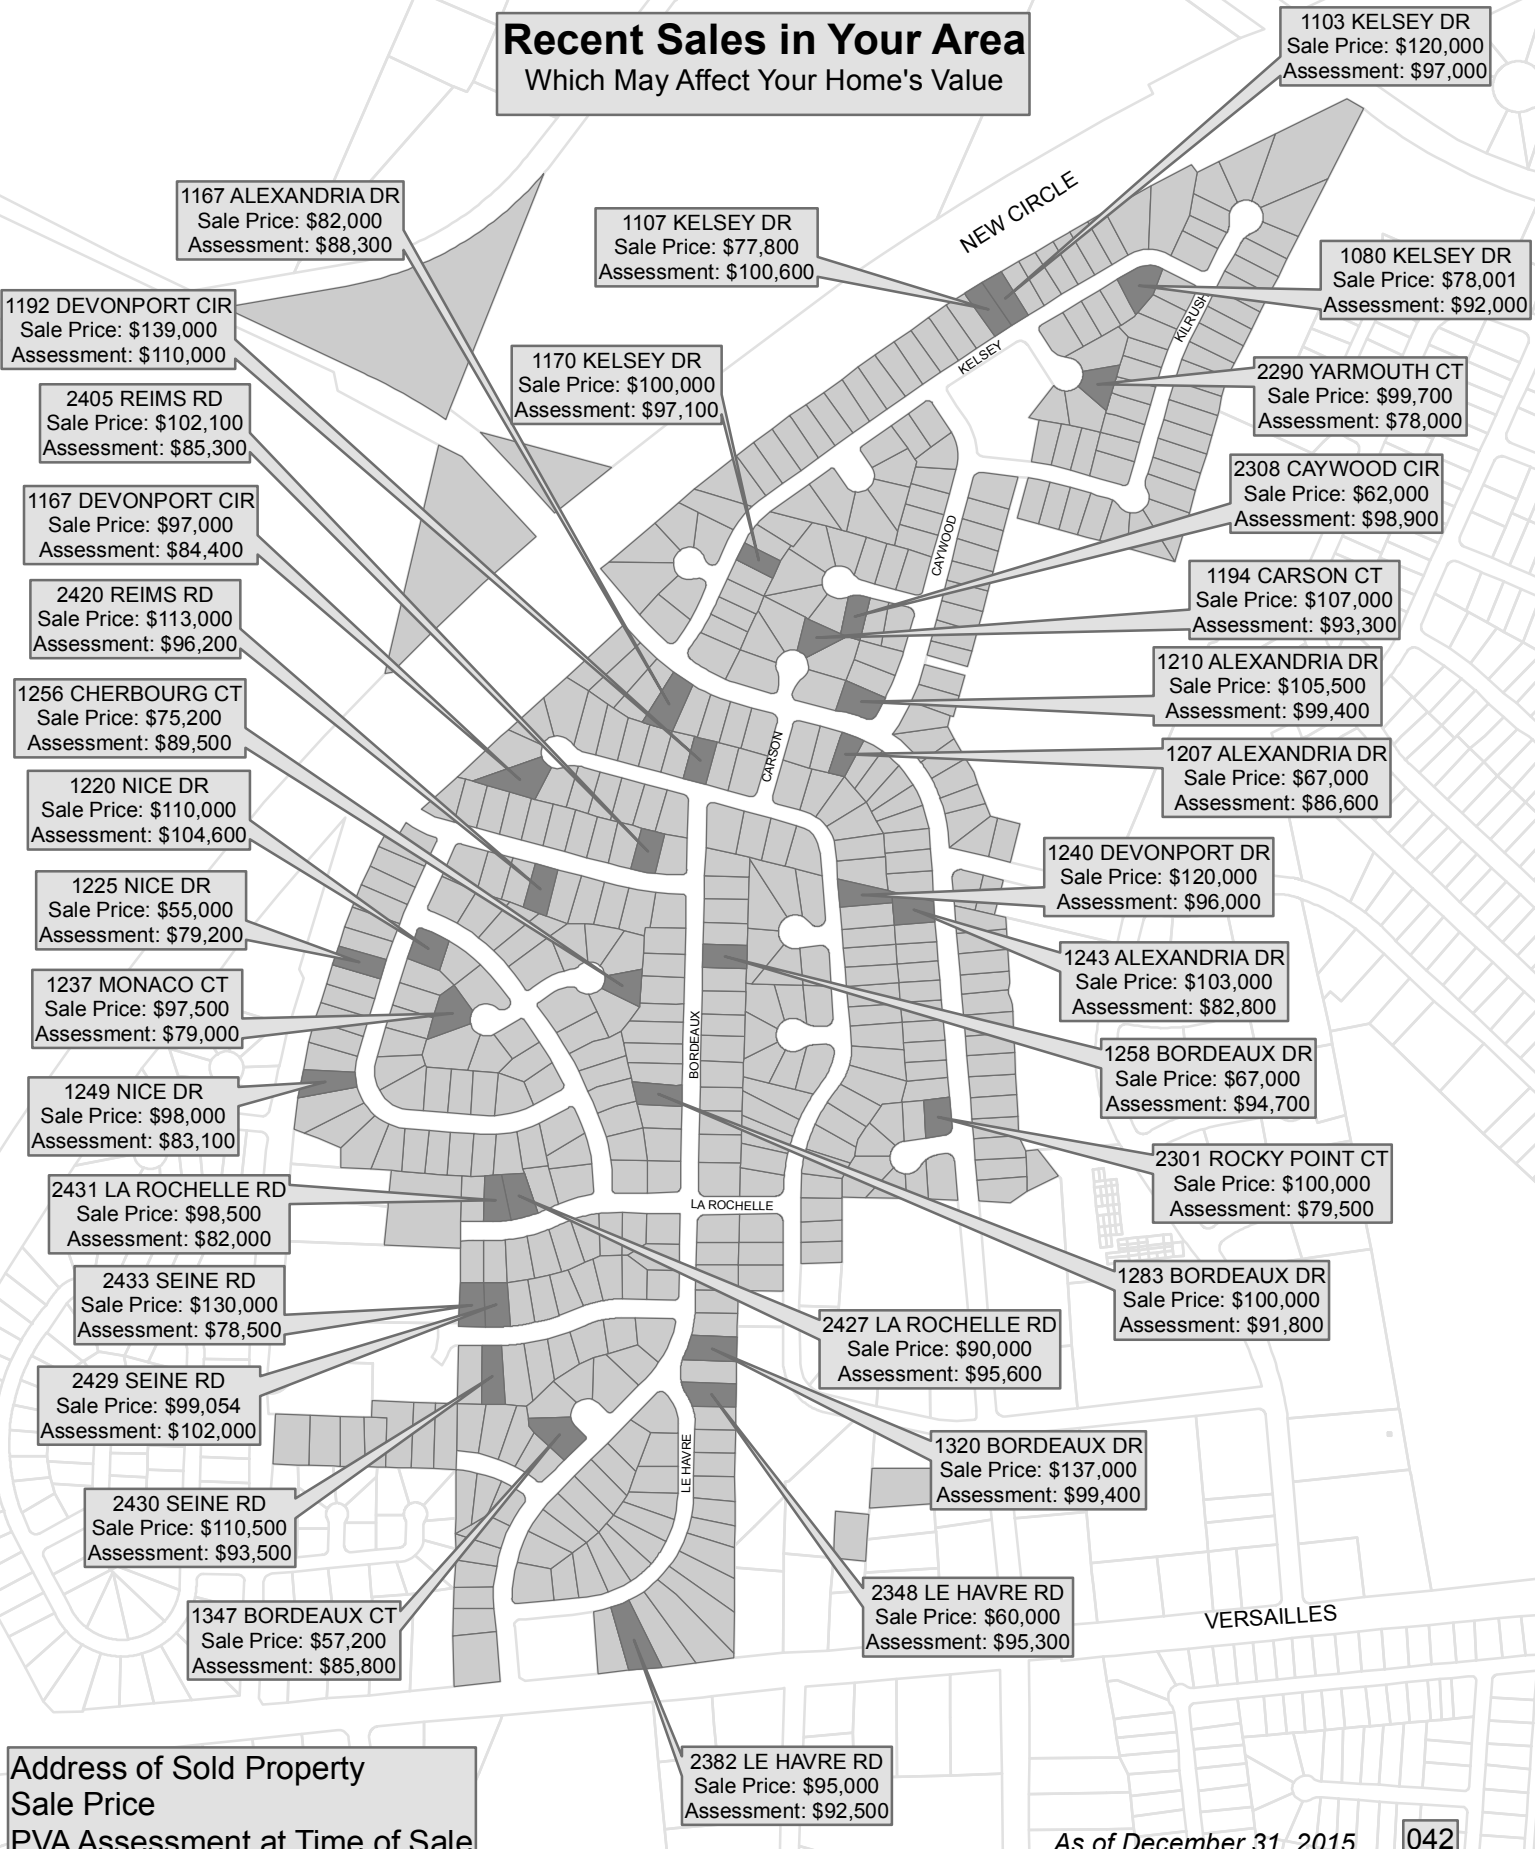 Recent Sales in Your Area
Which May Affect Your Home's Value
1103 KELSEY DR
Sale Price: $120,000
Assessment: $97,000
1167 ALEXANDRIA DR
Sale Price: $82,000
Assessment: $88,300
1107 KELSEY DR
Sale Price: $77,800
Assessment: $100,600
NEW CIRCLE
1080 KELSEY DR
Sale Price: $78,001
Assessment: $92,000
1192 DEVONPORT CIR
Sale Price: $139,000
Assessment: $110,000
KILRUSH
KELSEY
1170 KELSEY DR
Sale Price: $100,000
Assessment: $97,100
2290 YARMOUTH CT
Sale Price: $99,700
Assessment: $78,000
2405 REIMS RD
Sale Price: $102,100
Assessment: $85,300
2308 CAYWOOD CIR
Sale Price: $62,000
Assessment: $98,900
1167 DEVONPORT CIR
Sale Price: $97,000
Assessment: $84,400
CAYWOOD
1194 CARSON CT
Sale Price: $107,000
Assessment: $93,300
2420 REIMS RD
Sale Price: $113,000
Assessment: $96,200
1210 ALEXANDRIA DR
Sale Price: $105,500
Assessment: $99,400
1256 CHERBOURG CT
Sale Price: $75,200
Assessment: $89,500
CARSON
1207 ALEXANDRIA DR
Sale Price: $67,000
Assessment: $86,600
1220 NICE DR
Sale Price: $110,000
Assessment: $104,600
1240 DEVONPORT DR
Sale Price: $120,000
Assessment: $96,000
1225 NICE DR
Sale Price: $55,000
Assessment: $79,200
1243 ALEXANDRIA DR
Sale Price: $103,000
Assessment: $82,800
1237 MONACO CT
Sale Price: $97,500
Assessment: $79,000
BORDEAUX
1258 BORDEAUX DR
Sale Price: $67,000
Assessment: $94,700
1249 NICE DR
Sale Price: $98,000
Assessment: $83,100
2301 ROCKY POINT CT
Sale Price: $100,000
Assessment: $79,500
2431 LA ROCHELLE RD
Sale Price: $98,500
Assessment: $82,000
LA ROCHELLE
1283 BORDEAUX DR
Sale Price: $100,000
Assessment: $91,800
2433 SEINE RD
Sale Price: $130,000
Assessment: $78,500
2427 LA ROCHELLE RD
Sale Price: $90,000
Assessment: $95,600
2429 SEINE RD
Sale Price: $99,054
Assessment: $102,000
LE HAVRE
1320 BORDEAUX DR
Sale Price: $137,000
Assessment: $99,400
2430 SEINE RD
Sale Price: $110,500
Assessment: $93,500
2348 LE HAVRE RD
Sale Price: $60,000
Assessment: $95,300
VERSAILLES
1347 BORDEAUX CT
Sale Price: $57,200
Assessment: $85,800
2382 LE HAVRE RD
Sale Price: $95,000
Assessment: $92,500
Address of Sold Property
Sale Price
PVA Assessment at Time of Sale
As of December 31, 2015
042